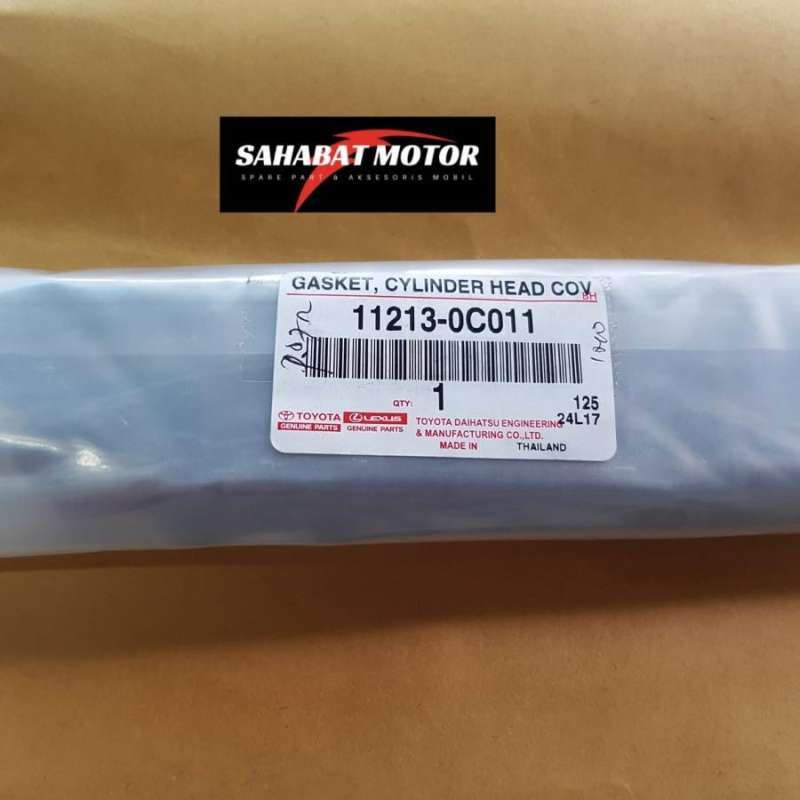 SAHABAT MOTOR
SPARE PART & AKSESORIS MOBIL
GASKET, CYLINDER HEAD COV
BH
11213-0C011
QTY: 1
125
24L17
TOYOTA
GENUINE PARTS
LEXUS
GENUINE PARTS
TOYOTA DAIHATSU ENGINEERING
& MANUFACTURING CO.,LTD.
MADE IN THAILAND